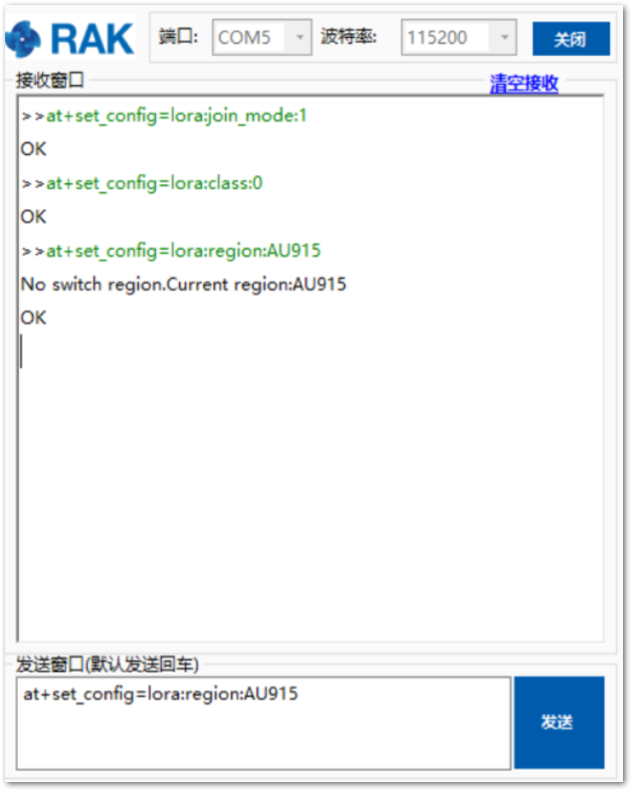 RAK 端口: COM5 波特率: 115200 关闭
接收窗口 清空接收
>>at+set_config=lora:join_mode:1
OK
>>at+set_config=lora:class:0
OK
>>at+set_config=lora:region:AU915
No switch region.Current region:AU915
OK
发送窗口(默认发送回车)
at+set_config=lora:region:AU915
发送